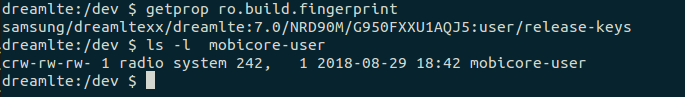 dreamlte:/dev $ getprop ro.build.fingerprint
samsung/dreamltexx/dreamlte:7.0/NRD90M/G950FXXU1AQJ5:user/release-keys
dreamlte:/dev $ ls -l  mobicore-user
crw-rw-rw- 1 radio system 242,   1 2018-08-29 18:42 mobicore-user
dreamlte:/dev $